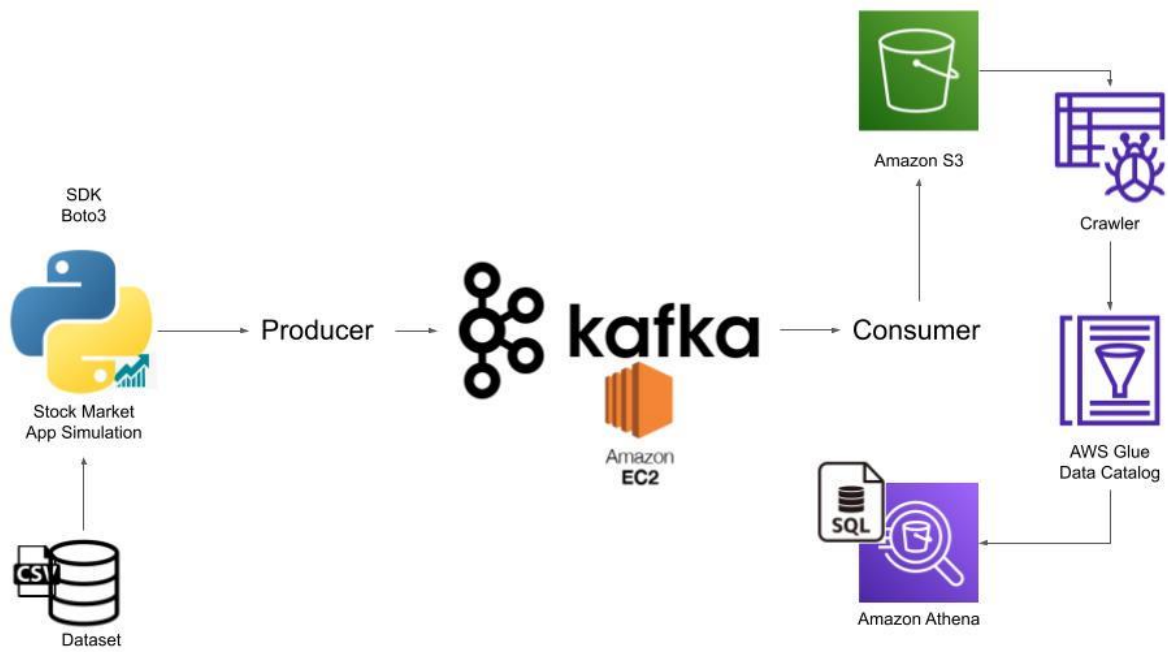 SDK
Boto3
Stock Market
App Simulation
CSV
Dataset
Producer
kafka
Amazon
EC2
Consumer
Amazon S3
Crawler
AWS Glue
Data Catalog
SQL
Amazon Athena